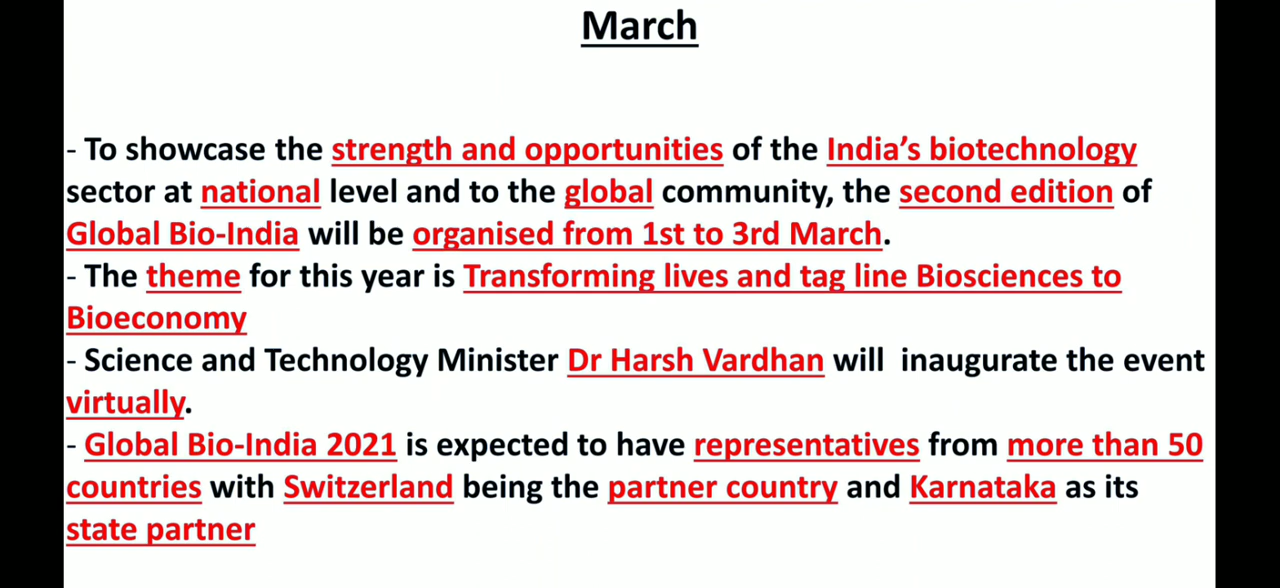 March
- To showcase the strength and opportunities of the India's biotechnology
sector at national level and to the global community, the second edition of
Global Bio-India will be organised from 1st to 3rd March.
- The theme for this year is Transforming lives and tag line Biosciences to
Bioeconomy
- Science and Technology Minister Dr Harsh Vardhan will  inaugurate the event
virtually.
- Global Bio-India 2021 is expected to have representatives from more than 50
countries with Switzerland being the partner country and Karnataka as its
state partner